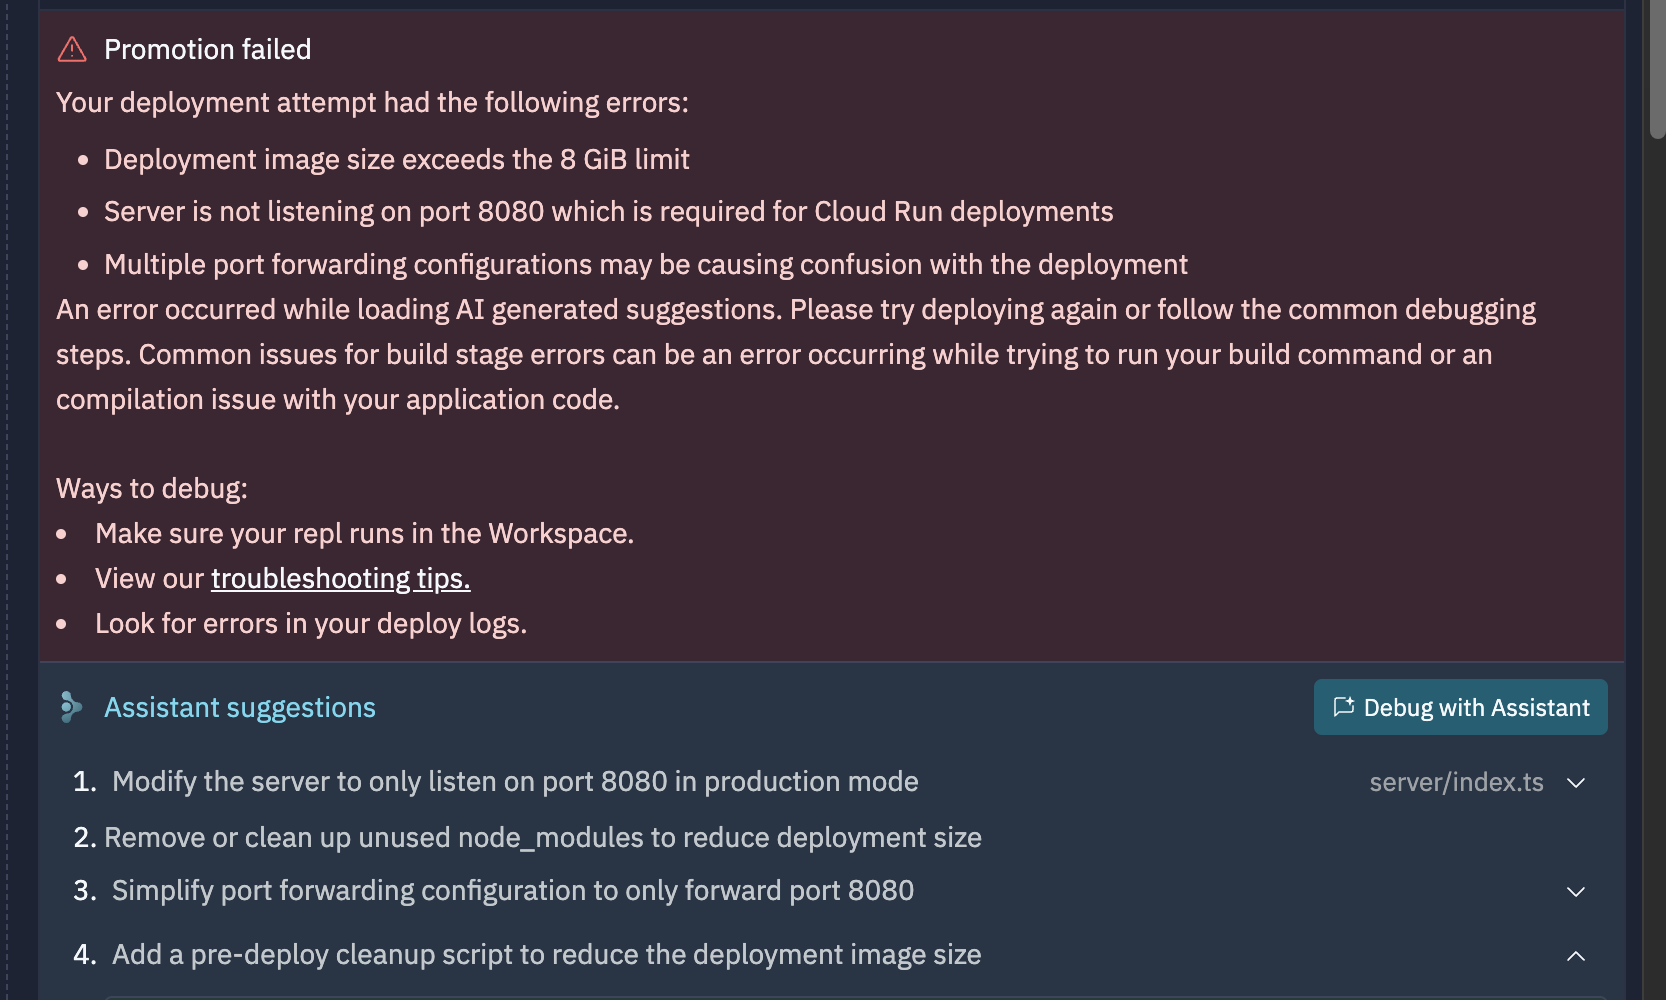 Promotion failed
Your deployment attempt had the following errors:
• Deployment image size exceeds the 8 GiB limit
• Server is not listening on port 8080 which is required for Cloud Run deployments
• Multiple port forwarding configurations may be causing confusion with the deployment
An error occurred while loading AI generated suggestions. Please try deploying again or follow the common debugging
steps. Common issues for build stage errors can be an error occurring while trying to run your build command or an
compilation issue with your application code.
Ways to debug:
• Make sure your repl runs in the Workspace.
• View our troubleshooting tips.
• Look for errors in your deploy logs.
Assistant suggestions
Debug with Assistant
1. Modify the server to only listen on port 8080 in production mode
server/index.ts
2. Remove or clean up unused node_modules to reduce deployment size
3. Simplify port forwarding configuration to only forward port 8080
4. Add a pre-deploy cleanup script to reduce the deployment image size